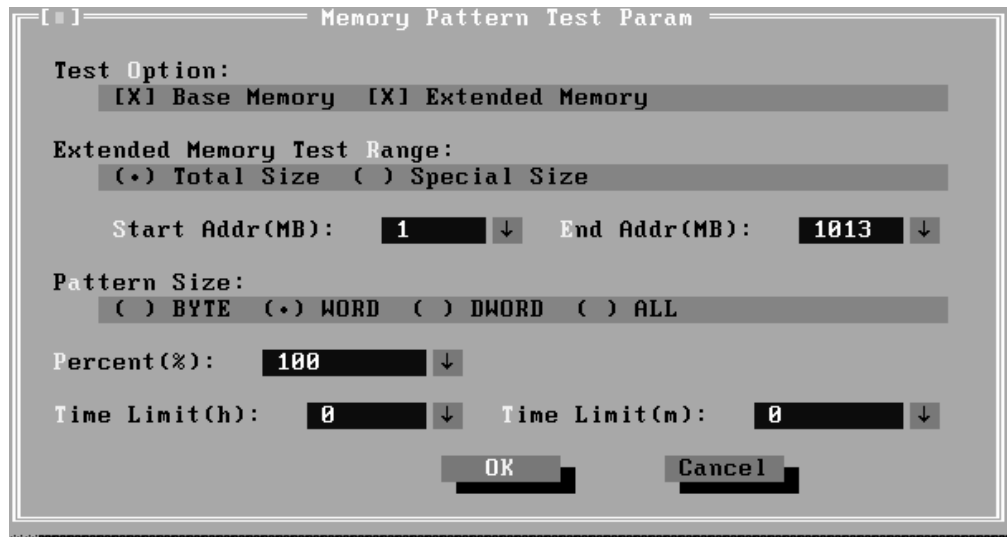 [■] Memory Pattern Test Param
Test Option:
[X] Base Memory [X] Extended Memory
Extended Memory Test Range:
(•) Total Size ( ) Special Size
Start Addr(MB): 1 ↓ End Addr(MB): 1013 ↓
Pattern Size:
( ) BYTE (•) WORD ( ) DWORD ( ) ALL
Percent(%): 100 ↓
Time Limit(h): 0 ↓ Time Limit(m): 0 ↓
OK Cancel